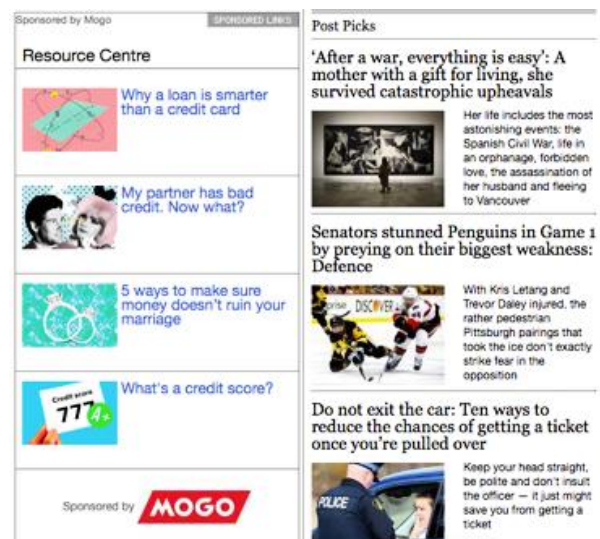 Sponsored by Mogo
SPONSORED LINKS
Resource Centre
Why a loan is smarter
than a credit card
My partner has bad
credit. Now what?
5 ways to make sure
money doesn't ruin your
marriage
Credit score
777
A+
What's a credit score?
Sponsored by
MOGO
Post Picks
'After a war, everything is easy': A
mother with a gift for living, she
survived catastrophic upheavals
Her life includes the most
astonishing events: the
Spanish Civil War, life in
an orphanage, forbidden
love, the assassination of
her husband and fleeing
to Vancouver
Senators stunned Penguins in Game 1
by preying on their biggest weakness:
Defence
prise DISCOVER
With Kris Letang and
Trevor Daley injured, the
rather pedestrian
Pittsburgh pairings that
took the ice don't exactly
strike fear in the
opposition
Do not exit the car: Ten ways to
reduce the chances of getting a ticket
once you're pulled over
POLICE
Keep your head straight,
be polite and don't insult
the officer — it just might
save you from getting a
ticket